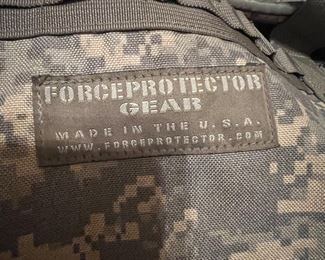 FORCEPROTECTOR
GEAR
MADE IN THE U.S.A.
WWW.FORCEPROTECTOR.COM